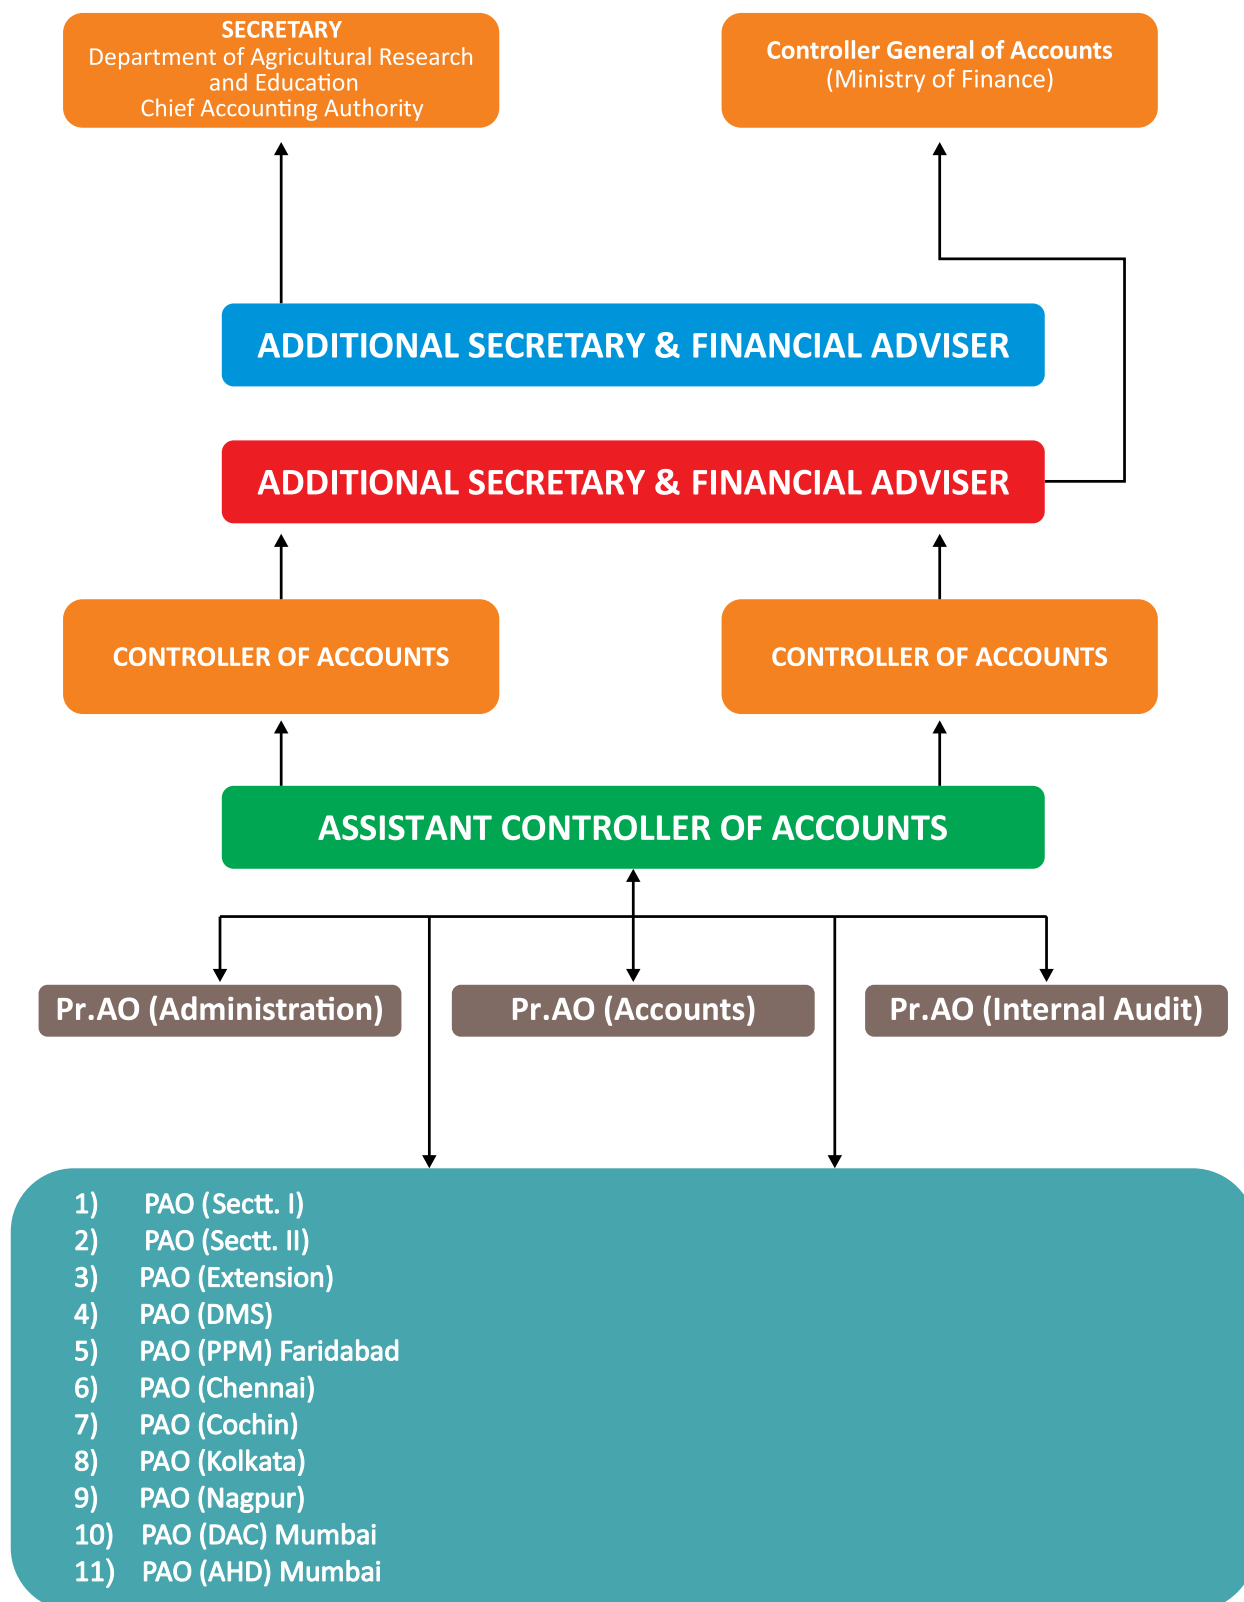 SECRETARY
Department of Agricultural Research
and Education
Chief Accounting Authority
Controller General of Accounts
(Ministry of Finance)
ADDITIONAL SECRETARY & FINANCIAL ADVISER
ADDITIONAL SECRETARY & FINANCIAL ADVISER
CONTROLLER OF ACCOUNTS
CONTROLLER OF ACCOUNTS
ASSISTANT CONTROLLER OF ACCOUNTS
Pr.AO (Administration)
Pr.AO (Accounts)
Pr.AO (Internal Audit)
1) PAO (Sectt. I)
2) PAO (Sectt. II)
3) PAO (Extension)
4) PAO (DMS)
5) PAO (PPM) Faridabad
6) PAO (Chennai)
7) PAO (Cochin)
8) PAO (Kolkata)
9) PAO (Nagpur)
10) PAO (DAC) Mumbai
11) PAO (AHD) Mumbai